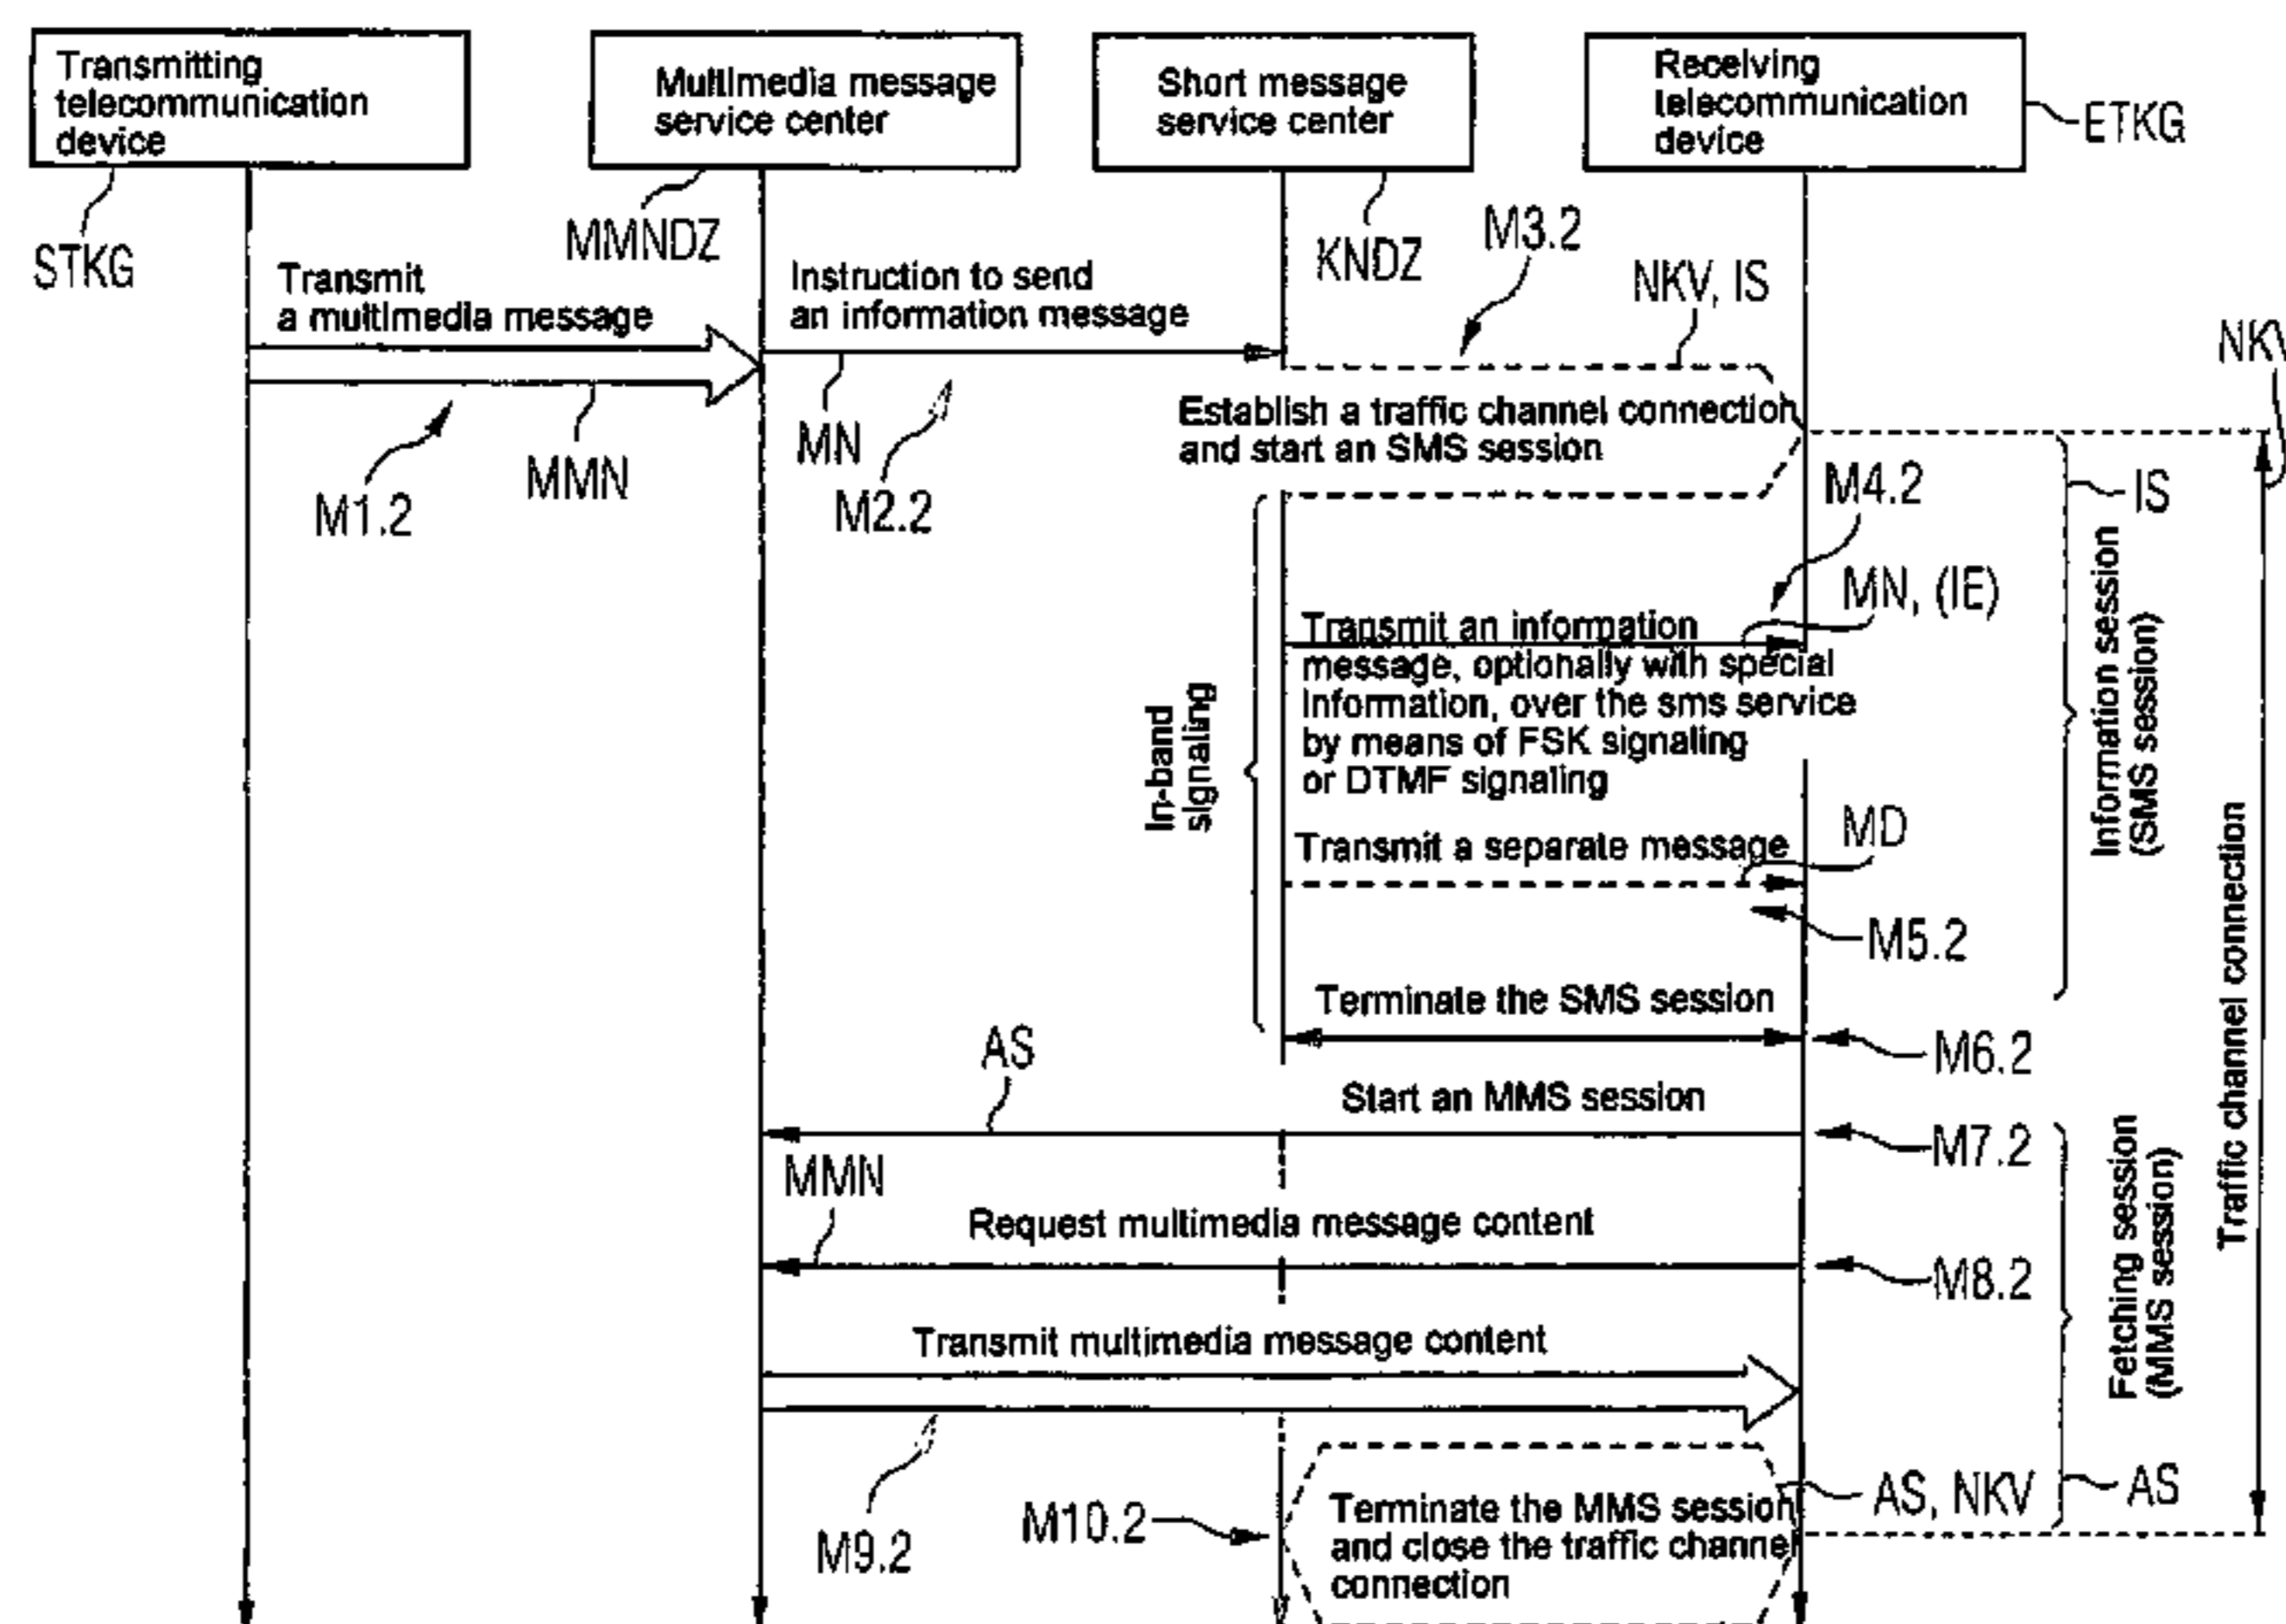 Transmitting
telecommunication
device
Multimedia message
service center
Short message
service center
Receiving
telecommunication
device
ETKG
STKG
MMNDZ
KNDZ
M3.2
NKV, IS
NKV
Transmit
a multimedia message
Instruction to send
an information message
M1.2
MMN
MN
M2.2
Establish a traffic channel connection
and start an SMS session
IS
M4.2
MN, (IE)
Transmit an information
message, optionally with special
Information, over the sms service
by means of FSK signaling
or DTMF signaling
In-band
signaling
Information session
(SMS session)
Transmit a separate message
MD
M5.2
Terminate the SMS session
M6.2
Traffic channel connection
AS
Start an MMS session
M7.2
MMN
Request multimedia message content
M8.2
Fetching session
(MMS session)
Transmit multimedia message content
M9.2
M10.2
Terminate the MMS session
and close the traffic channel
connection
AS, NKV
AS